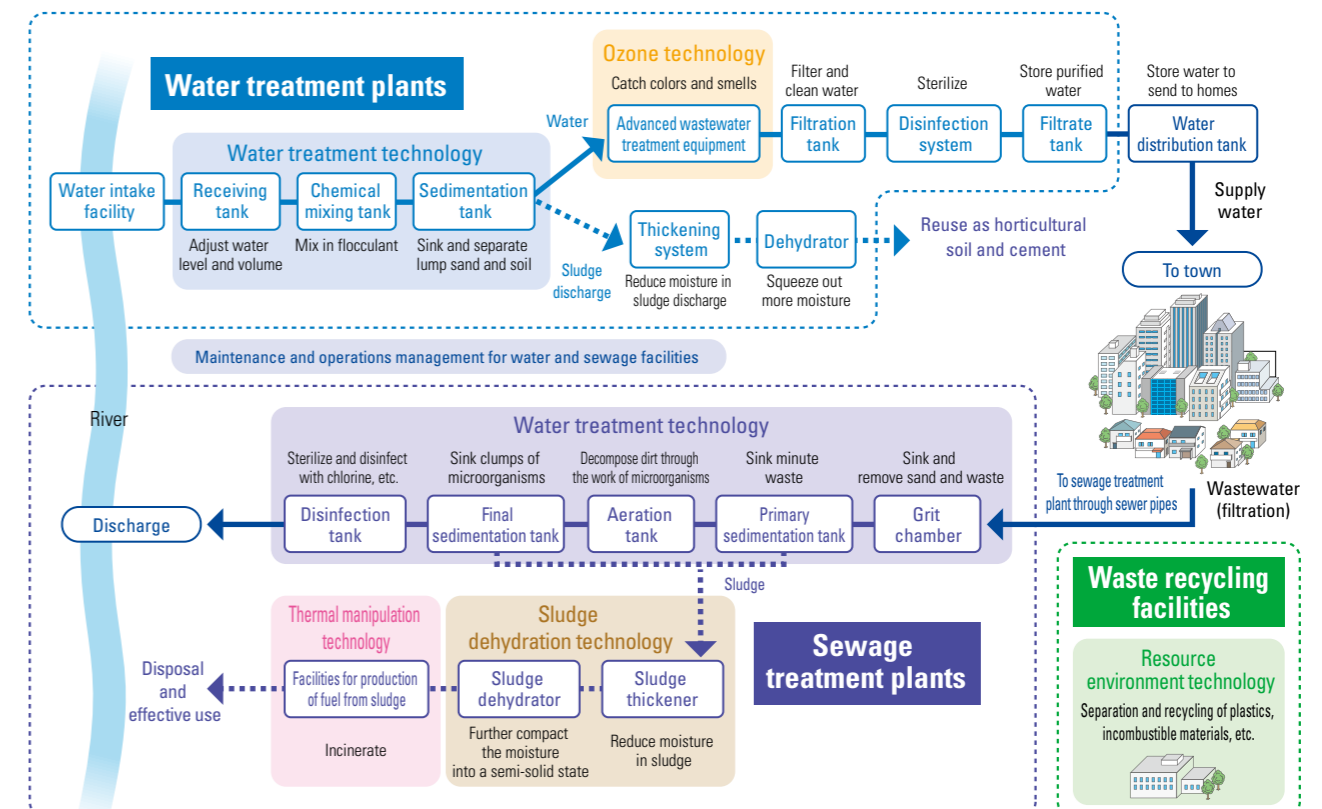 Water treatment plants
Ozone technology
Catch colors and smells
Advanced wastewater
treatment equipment
Filter and
clean water
Filtration
tank
Sterilize
Disinfection
system
Store purified
water
Filtrate
tank
Store water to
send to homes
Water
distribution tank
Water
Water treatment technology
Water intake
facility
Receiving
tank
Adjust water
level and volume
Chemical
mixing tank
Mix in flocculant
Sedimentation
tank
Sink and separate
lump sand and soil
Sludge
discharge
Thickening
system
Reduce moisture in
sludge discharge
Dehydrator
Squeeze out
more moisture
Reuse as horticultural
soil and cement
Supply
water
To town
Maintenance and operations management for water and sewage facilities
River
Water treatment technology
Sterilize and disinfect
with chlorine, etc.
Disinfection
tank
Sink clumps of
microorganisms
Final
sedimentation tank
Decompose dirt through
the work of microorganisms
Aeration
tank
Sink minute
waste
Primary
sedimentation tank
Sink and
remove sand and waste
Grit
chamber
To sewage treatment
plant through sewer pipes
Wastewater
(filtration)
Discharge
Sludge
Thermal manipulation
technology
Facilities for production
of fuel from sludge
Incinerate
Sludge
dehydration technology
Sludge
dehydrator
Further compact
the moisture
into a semi-solid state
Sludge
thickener
Reduce moisture
in sludge
Disposal
and
effective use
Sewage
treatment plants
Waste recycling
facilities
Resource
environment technology
Separation and recycling of plastics,
incombustible materials, etc.